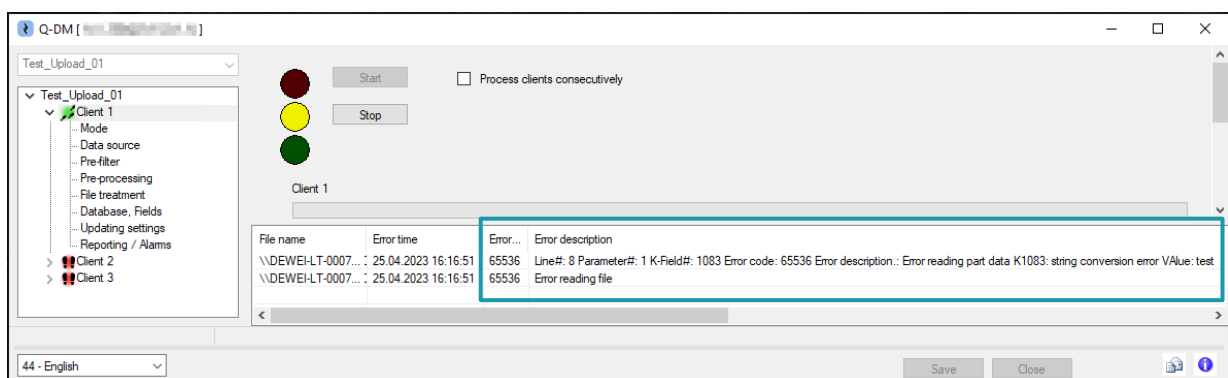 Q-DM [ ]
Test_Upload_01
Start
Process clients consecutively
Test_Upload_01
Client 1
Stop
Mode
Data source
Pre-filter
Pre-processing
File treatment
Client 1
Database, Fields
Updating settings
Reporting / Alarms
Client 2
Client 3
File name Error time Error... Error description
\\DEWEI-LT-0007... 25.04.2023 16:16:51 65536 Line#: 8 Parameter#: 1 K-Field#: 1083 Error code: 65536 Error description.: Error reading part data K1083: string conversion error VAlue: test
\\DEWEI-LT-0007... 25.04.2023 16:16:51 65536 Error reading file
44 - English
Save
Close